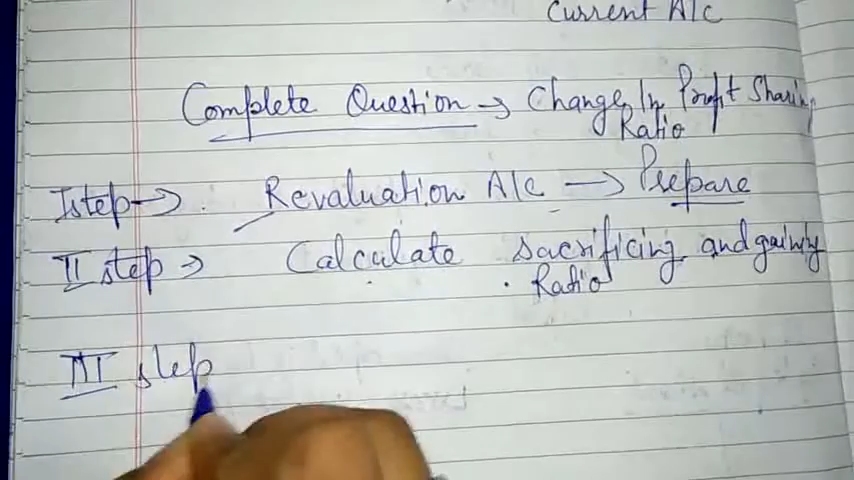 Current A/c
Complete Question → Change In Profit Sharing
Ratio
I step → Revaluation A/c → Prepare
II step → Calculate sacrificing and gaining
Ratio
III step